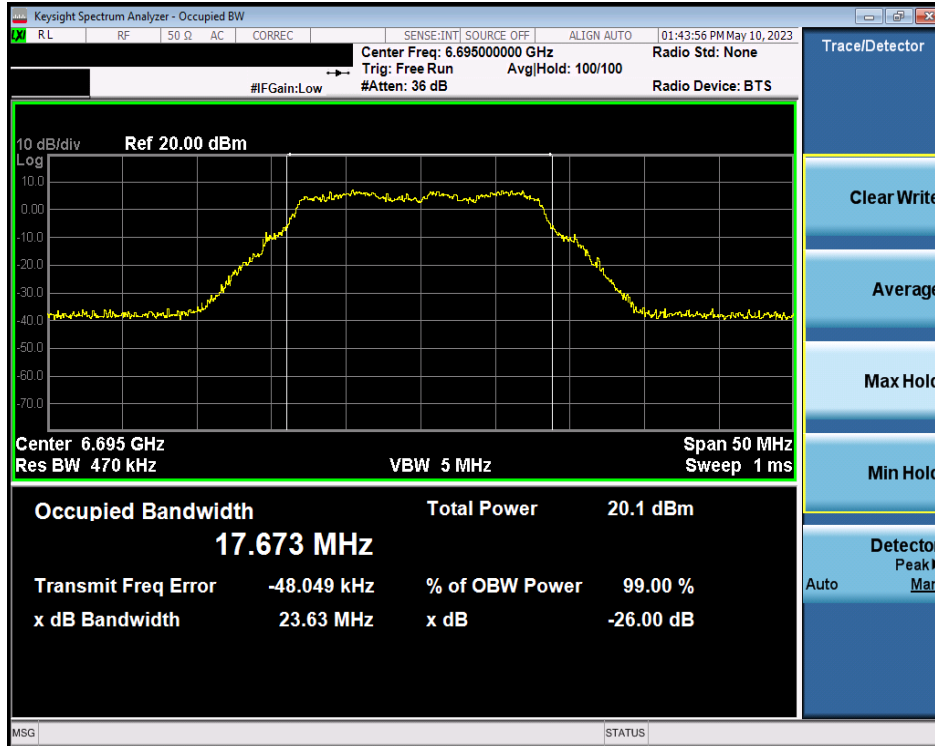 Keysight Spectrum Analyzer - Occupied BW
LXI RL RF 50 Ω AC CORREC SENSE:INT SOURCE OFF ALIGN AUTO 01:43:56 PM May 10, 2023
Center Freq: 6.695000000 GHz Radio Std: None
Trig: Free Run Avg|Hold: 100/100
#IFGain:Low #Atten: 36 dB Radio Device: BTS
10 dB/div Ref 20.00 dBm
Log
10.0
0.00
-10.0
-20.0
-30.0
-40.0
-50.0
-60.0
-70.0
Center 6.695 GHz Span 50 MHz
Res BW 470 kHz VBW 5 MHz Sweep 1 ms
Occupied Bandwidth Total Power 20.1 dBm
17.673 MHz
Transmit Freq Error -48.049 kHz % of OBW Power 99.00 %
x dB Bandwidth 23.63 MHz x dB -26.00 dB
MSG STATUS
Trace/Detector
Clear Write
Average
Max Hold
Min Hold
Detector
Peak
Auto Man